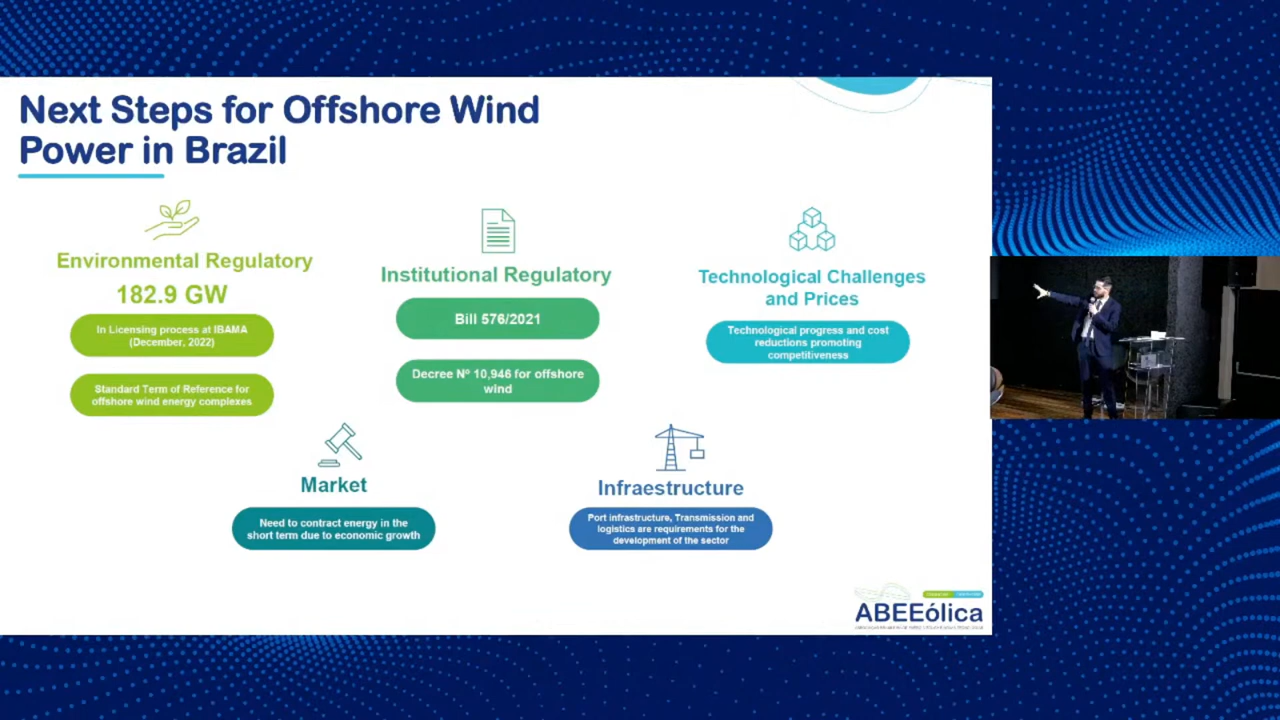 Next Steps for Offshore Wind
Power in Brazil
Environmental Regulatory
182.9 GW
In Licensing process at IBAMA
(December, 2022)
Standard Term of Reference for
offshore wind energy complexes
Institutional Regulatory
Bill 576/2021
Decree Nº 10,946 for offshore
wind
Technological Challenges
and Prices
Technological progress and cost
reductions promoting
competitiveness
Market
Need to contract energy in the
short term due to economic growth
Infraestructure
Port infrastructure, Transmission and
logistics are requirements for the
development of the sector
ABEEólica